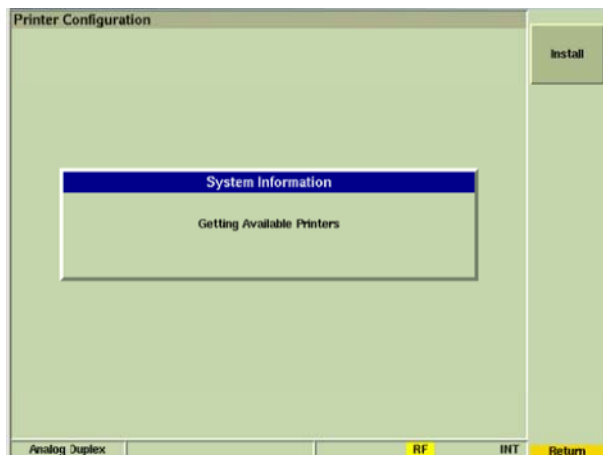 Printer Configuration
Install
System Information
Getting Available Printers
Analog Duplex
RF
INT
Return